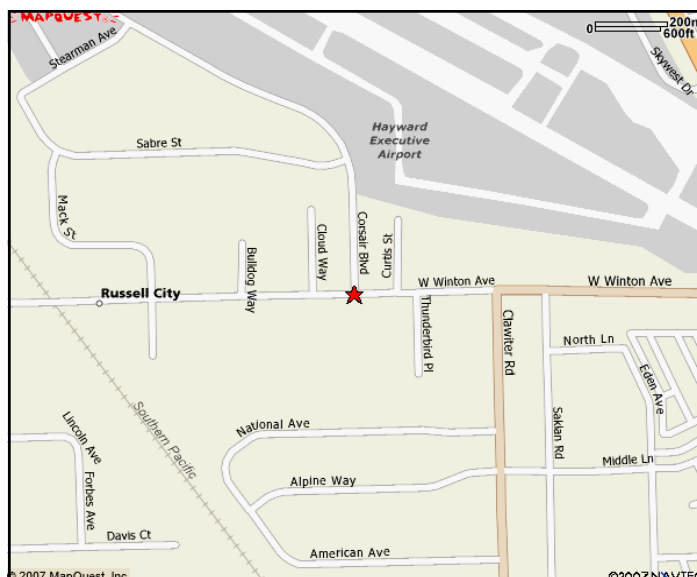 MAPQUEST
0 200m
600ft
Stearman Ave
Skywest Dr
Hayward
Executive
Airport
Sabre St
Mack St
Bulldog Way
Cloud Way
Corsair Blvd
Curtis St
W Winton Ave
W Winton Ave
Russell City
Thunderbird Pl
Clawiter Rd
North Ln
Eden Ave
Saklan Rd
Middle Ln
Southern Pacific
Lincoln Ave
Forbes Ave
National Ave
Alpine Way
Davis Ct
American Ave
© 2007 MapQuest, Inc.
©2007 NAVTEQ